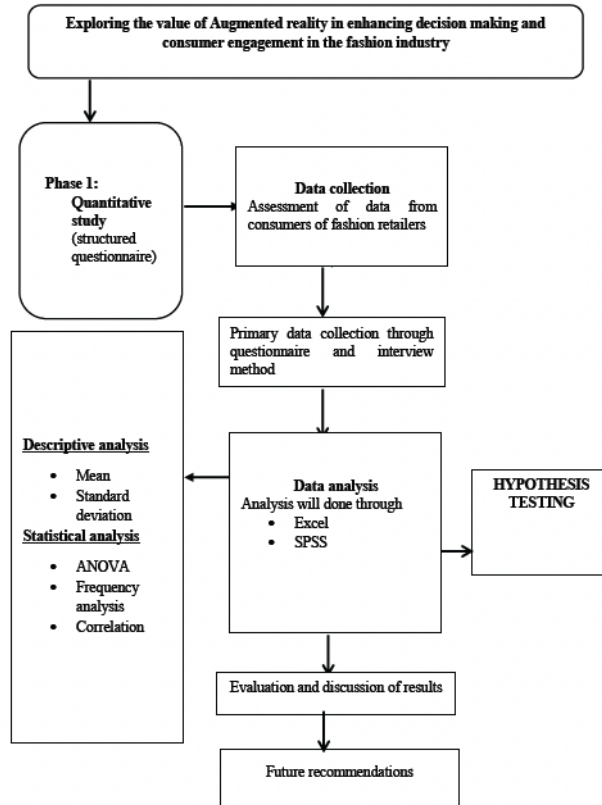 Exploring the value of Augmented reality in enhancing decision making and
consumer engagement in the fashion industry
Phase 1:
Quantitative
study
(structured
questionnaire)
Data collection
Assessment of data from
consumers of fashion retailers
Primary data collection through
questionnaire and interview
method
Descriptive analysis
• Mean
• Standard
deviation
Statistical analysis
• ANOVA
• Frequency
analysis
• Correlation
Data analysis
Analysis will done through
• Excel
• SPSS
HYPOTHESIS
TESTING
Evaluation and discussion of results
Future recommendations